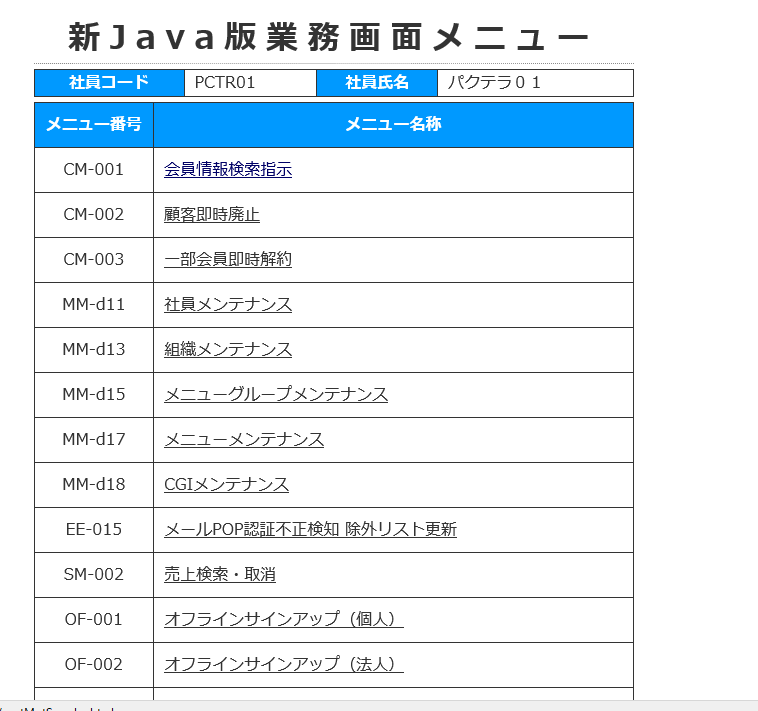 新Java版業務画面メニュー
社員コード PCTR01 社員氏名 パクテラ０１
メニュー番号 メニュー名称
CM-001 会員情報検索指示
CM-002 顧客即時廃止
CM-003 一部会員即時解約
MM-d11 社員メンテナンス
MM-d13 組織メンテナンス
MM-d15 メニューグループメンテナンス
MM-d17 メニューメンテナンス
MM-d18 CGIメンテナンス
EE-015 メールPOP認証不正検知 除外リスト更新
SM-002 売上検索・取消
OF-001 オフラインサインアップ（個人）
OF-002 オフラインサインアップ（法人）